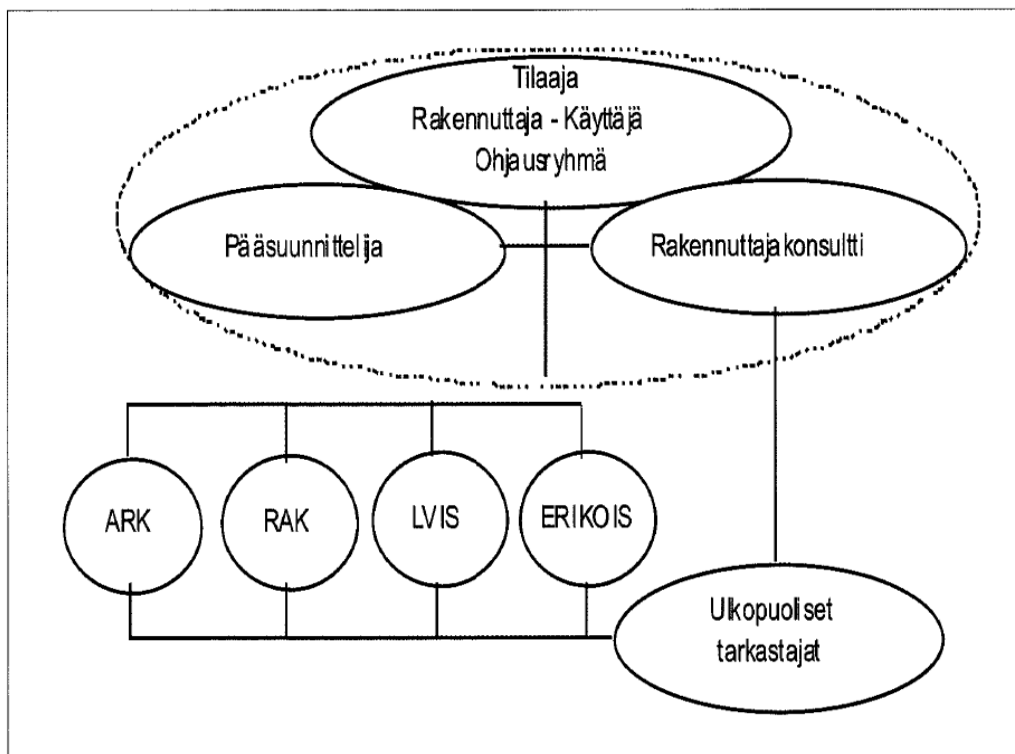 Tilaaja
Rakennuttaja - Käyttäjä
Ohjausryhmä
Pääsuunnittelija
Rakennuttajakonsultti
ARK
RAK
LVIS
ERIKOIS
Ulkopuoliset
tarkastajat